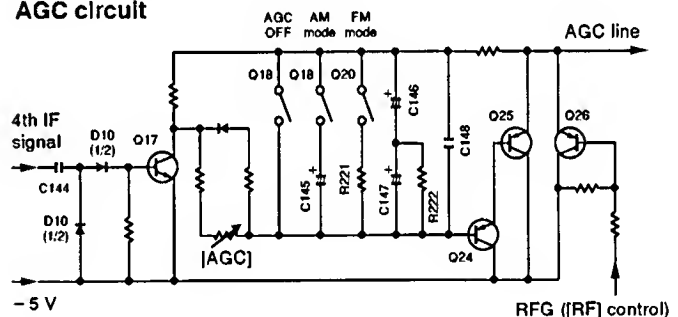 AGC circuit
AGC OFF
AM mode
FM mode
AGC line
Q18
Q18
Q20
C146
Q25
Q26
4th IF signal
D10 (1/2)
Q17
C148
C144
C145
R221
C147
R222
D10 (1/2)
[AGC]
Q24
– 5 V
RFG ([RF] control)